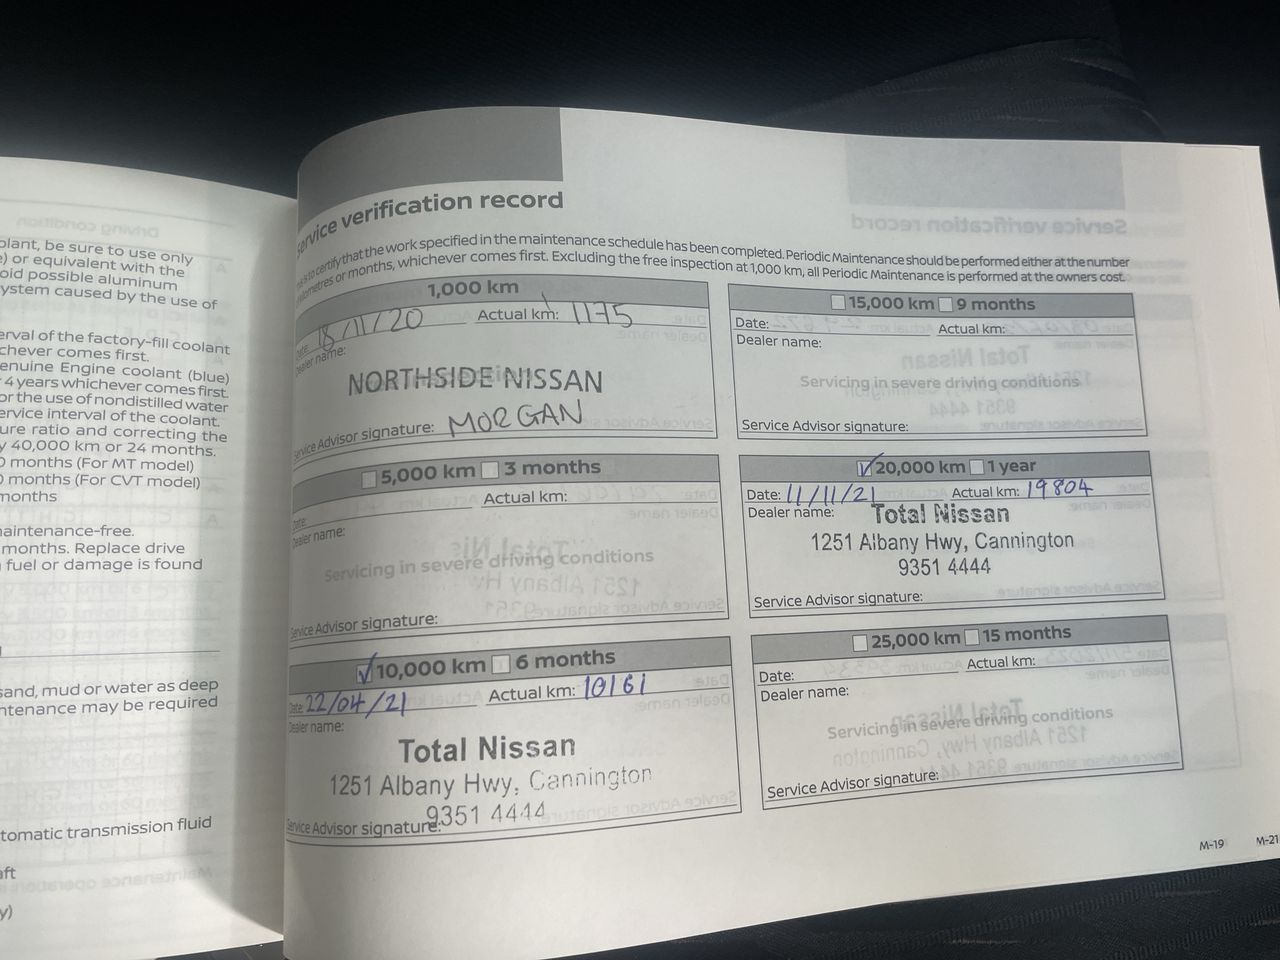 olant, be sure to use only
e) or equivalent with the
oid possible aluminum
ystem caused by the use of
erval of the factory-fill coolant
chever comes first.
enuine Engine coolant (blue)
4 years whichever comes first.
or the use of nondistilled water
ervice interval of the coolant.
ure ratio and correcting the
y 40,000 km or 24 months.
0 months (For MT model)
0 months (For CVT model)
months
maintenance-free.
months. Replace drive
fuel or damage is found
sand, mud or water as deep
ntenance may be required
tomatic transmission fluid
aft
y)
ervice verification record
is to certify that the work specified in the maintenance schedule has been completed. Periodic Maintenance should be performed either at the number
kilometres or months, whichever comes first. Excluding the free inspection at 1,000 km, all Periodic Maintenance is performed at the owners cost.
1,000 km
Date: 18/11/20 Actual km: 1175
Dealer name:
NORTHSIDE NISSAN
Service Advisor signature: MORGAN
5,000 km 3 months
Date: Actual km:
Dealer name:
Servicing in severe driving conditions
Service Advisor signature:
10,000 km 6 months
Date: 22/04/21 Actual km: 10161
Dealer name:
Total Nissan
1251 Albany Hwy, Cannington
9351 4444
Service Advisor signature:
15,000 km 9 months
Date: Actual km:
Dealer name:
Servicing in severe driving conditions
Service Advisor signature:
20,000 km 1 year
Date: 11/11/21 Actual km: 19804
Dealer name: Total Nissan
1251 Albany Hwy, Cannington
9351 4444
Service Advisor signature:
25,000 km 15 months
Date: Actual km:
Dealer name:
Servicing in severe driving conditions
Service Advisor signature:
M-19
M-21